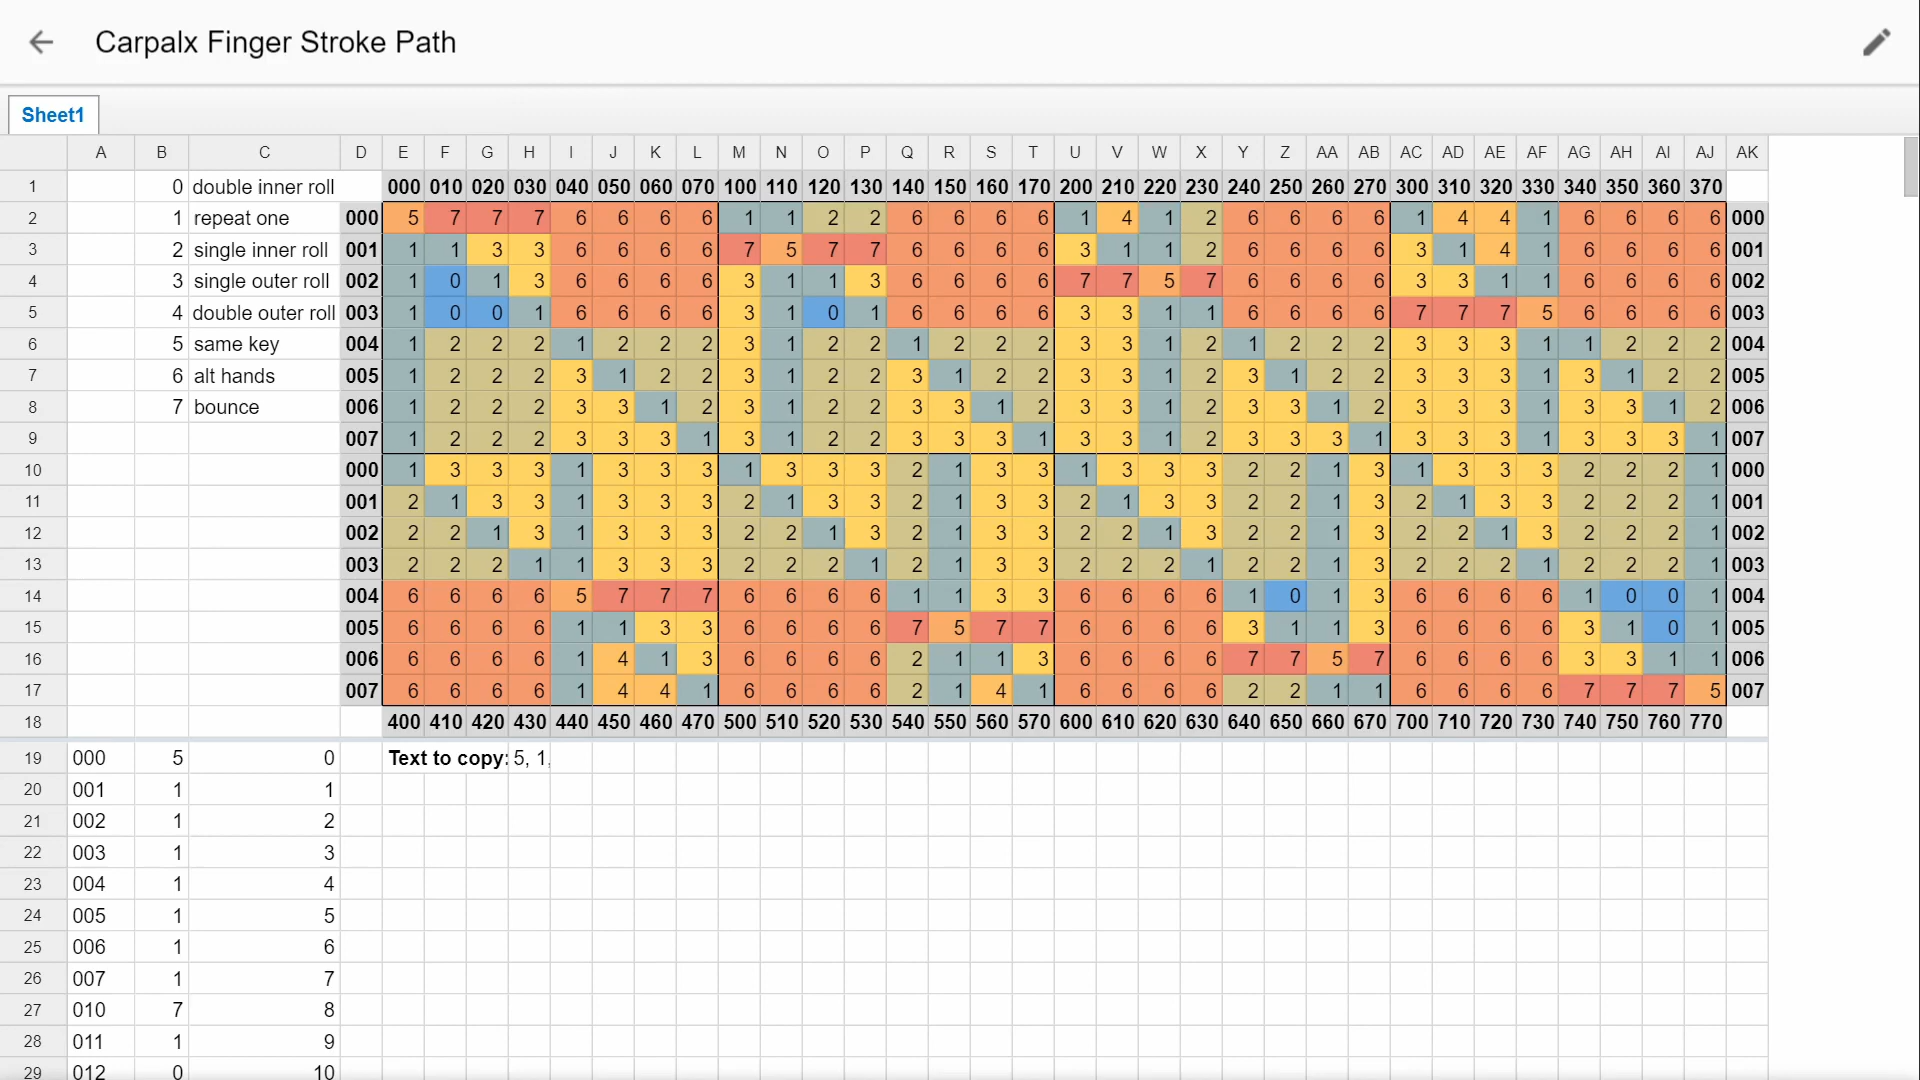 Carpalx Finger Stroke Path
Sheet1
A B C D E F G H I J K L M N O P Q R S T U V W X Y Z AA AB AC AD AE AF AG AH AI AJ AK
1 0 double inner roll 000 010 020 030 040 050 060 070 100 110 120 130 140 150 160 170 200 210 220 230 240 250 260 270 300 310 320 330 340 350 360 370
2 1 repeat one 000 5 7 7 7 6 6 6 6 1 1 2 2 6 6 6 6 1 4 1 2 6 6 6 6 1 4 4 1 6 6 6 6 000
3 2 single inner roll 001 1 1 3 3 6 6 6 6 7 5 7 7 6 6 6 6 3 1 1 2 6 6 6 6 3 1 4 1 6 6 6 6 001
4 3 single outer roll 002 1 0 1 3 6 6 6 6 3 1 1 3 6 6 6 6 7 7 5 7 6 6 6 6 3 3 1 1 6 6 6 6 002
5 4 double outer roll 003 1 0 0 1 6 6 6 6 3 1 0 1 6 6 6 6 3 3 1 1 6 6 6 6 7 7 7 5 6 6 6 6 003
6 5 same key 004 1 2 2 2 1 2 2 2 3 1 2 2 1 2 2 2 3 3 1 2 1 2 2 2 3 3 3 1 1 2 2 2 004
7 6 alt hands 005 1 2 2 2 3 1 2 2 3 1 2 2 3 1 2 2 3 3 1 2 3 1 2 2 3 3 3 1 3 1 2 2 005
8 7 bounce 006 1 2 2 2 3 3 1 2 3 1 2 2 3 3 1 2 3 3 1 2 3 3 1 2 3 3 3 1 3 3 1 2 006
9 007 1 2 2 2 3 3 3 1 3 1 2 2 3 3 3 1 3 3 1 2 3 3 3 1 3 3 3 1 3 3 3 1 007
10 000 1 3 3 3 1 3 3 3 1 3 3 3 2 1 3 3 1 3 3 3 2 2 1 3 1 3 3 3 2 2 2 1 000
11 001 2 1 3 3 1 3 3 3 2 1 3 3 2 1 3 3 2 1 3 3 2 2 1 3 2 1 3 3 2 2 2 1 001
12 002 2 2 1 3 1 3 3 3 2 2 1 3 2 1 3 3 2 2 1 3 2 2 1 3 2 2 1 3 2 2 2 1 002
13 003 2 2 2 1 1 3 3 3 2 2 2 1 2 1 3 3 2 2 2 1 2 2 1 3 2 2 2 1 2 2 2 1 003
14 004 6 6 6 6 5 7 7 7 6 6 6 6 1 1 3 3 6 6 6 6 1 0 1 3 6 6 6 6 1 0 0 1 004
15 005 6 6 6 6 1 1 3 3 6 6 6 6 7 5 7 7 6 6 6 6 3 1 1 3 6 6 6 6 3 1 0 1 005
16 006 6 6 6 6 1 4 1 3 6 6 6 6 2 1 1 3 6 6 6 6 7 7 5 7 6 6 6 6 3 3 1 1 006
17 007 6 6 6 6 1 4 4 1 6 6 6 6 2 1 4 1 6 6 6 6 2 2 1 1 6 6 6 6 7 7 7 5 007
18 400 410 420 430 440 450 460 470 500 510 520 530 540 550 560 570 600 610 620 630 640 650 660 670 700 710 720 730 740 750 760 770
19 000 5 0 Text to copy: 5, 1,
20 001 1 1
21 002 1 2
22 003 1 3
23 004 1 4
24 005 1 5
25 006 1 6
26 007 1 7
27 010 7 8
28 011 1 9
29 012 0 10